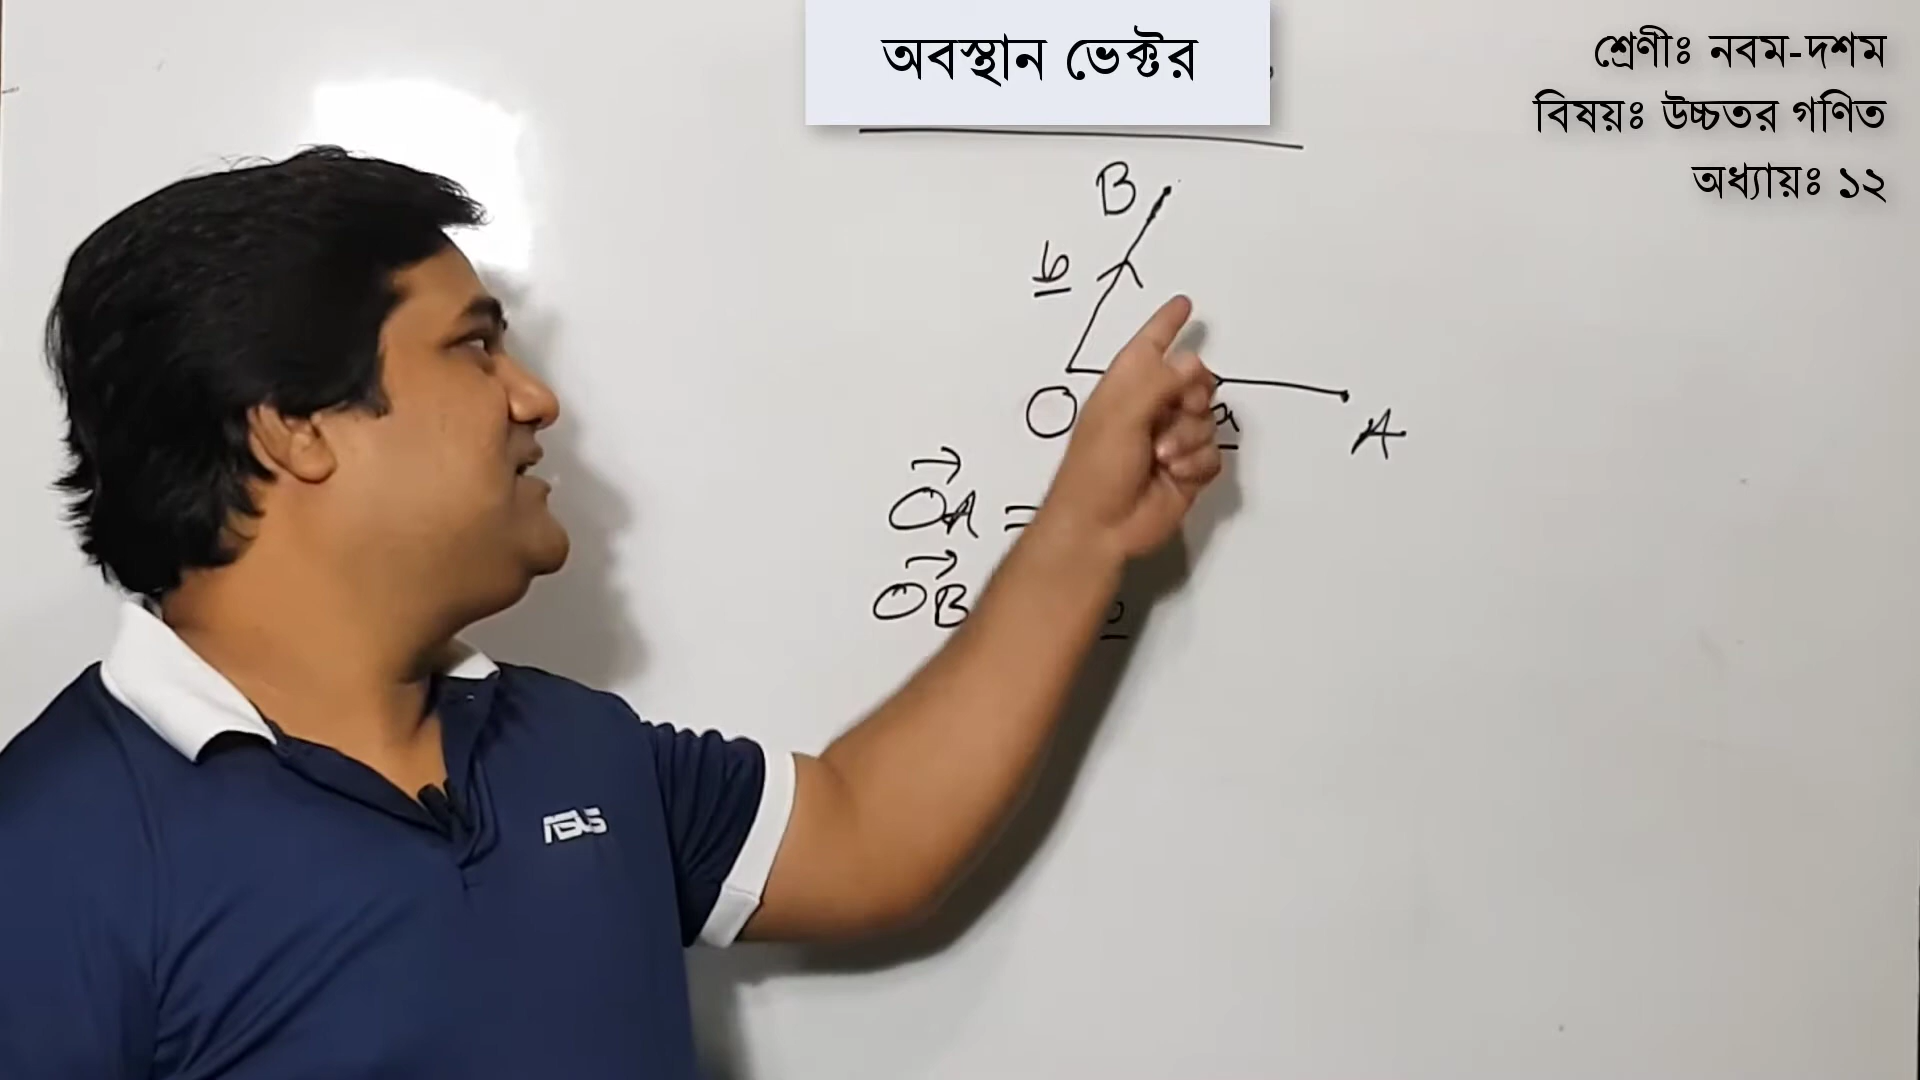 অবস্থান ভেক্টর
শ্রেণীঃ নবম-দশম
বিষয়ঃ উচ্চতর গণিত
অধ্যায়ঃ ১২
B
b
O
a
A
OA =
OB
b
ASUS